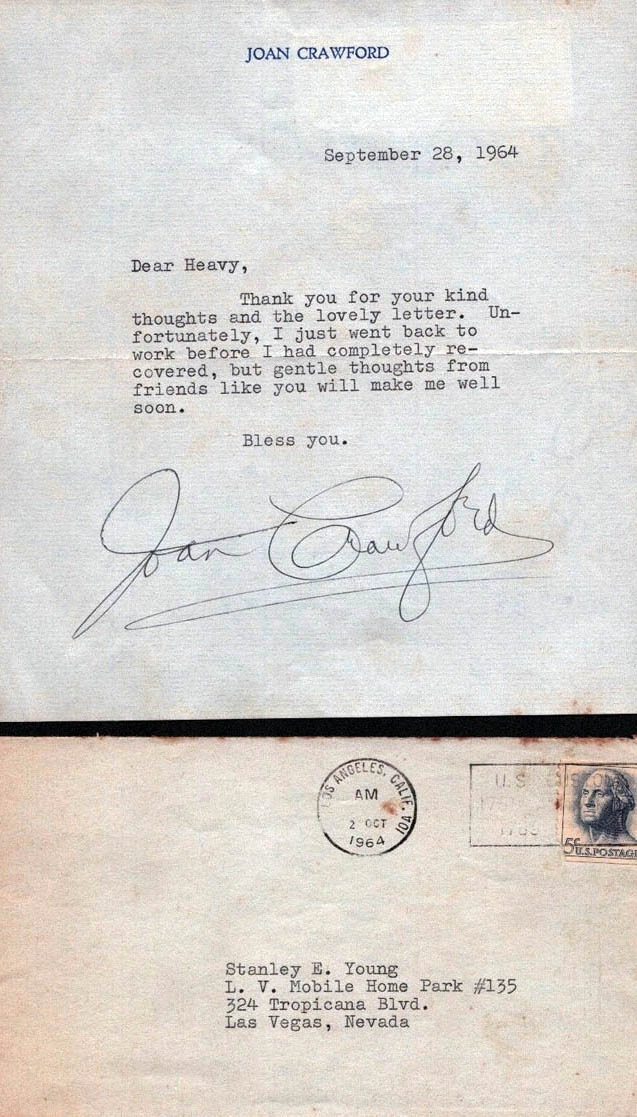 JOAN CRAWFORD
September 28, 1964
Dear Heavy,
Thank you for your kind
thoughts and the lovely letter. Un-
fortunately, I just went back to
work before I had completely re-
covered, but gentle thoughts from
friends like you will make me well
soon.
Bless you.
Joan Crawford
LOS ANGELES, CALIF. 10A
AM
2 OCT
1964
U.S.
5¢ U.S. POSTAGE
Stanley E. Young
L. V. Mobile Home Park #135
324 Tropicana Blvd.
Las Vegas, Nevada